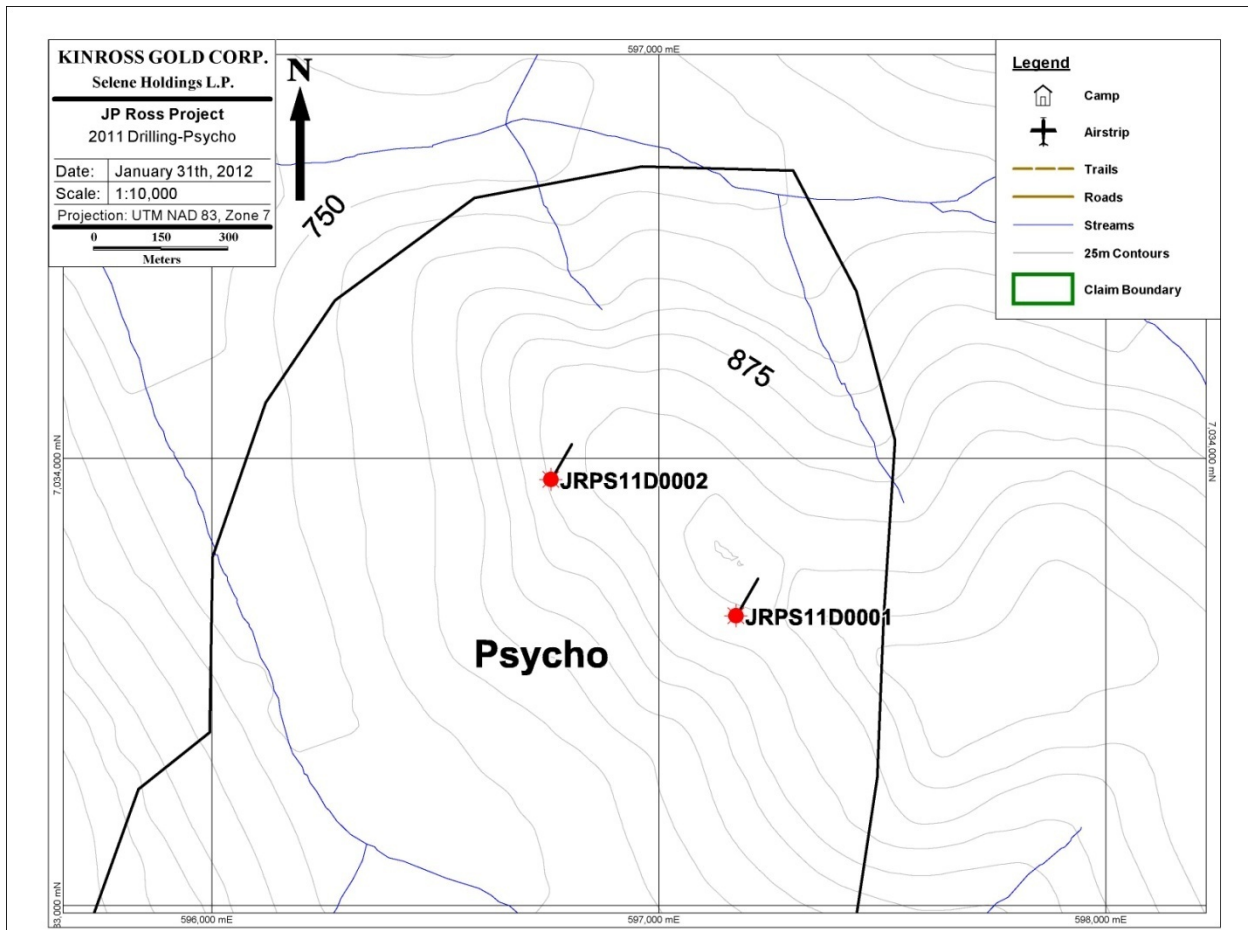 KINROSS GOLD CORP.
Selene Holdings L.P.
JP Ross Project
2011 Drilling-Psycho
Date: January 31th, 2012
Scale: 1:10,000
Projection: UTM NAD 83, Zone 7
0 150 300
Meters
N
597,000 mE
Legend
Camp
Airstrip
Trails
Roads
Streams
25m Contours
Claim Boundary
750
875
7,034,000 mN
7,034,000 mN
JRPS11D0002
JRPS11D0001
Psycho
33,000 mN
596,000 mE
597,000 mE
598,000 mE